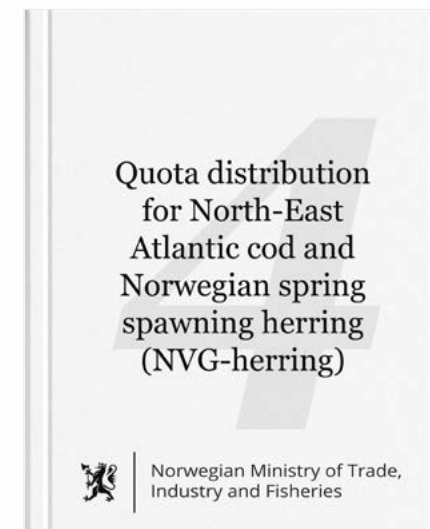 4
Quota distribution
for North-East
Atlantic cod and
Norwegian spring
spawning herring
(NVG-herring)
Norwegian Ministry of Trade,
Industry and Fisheries